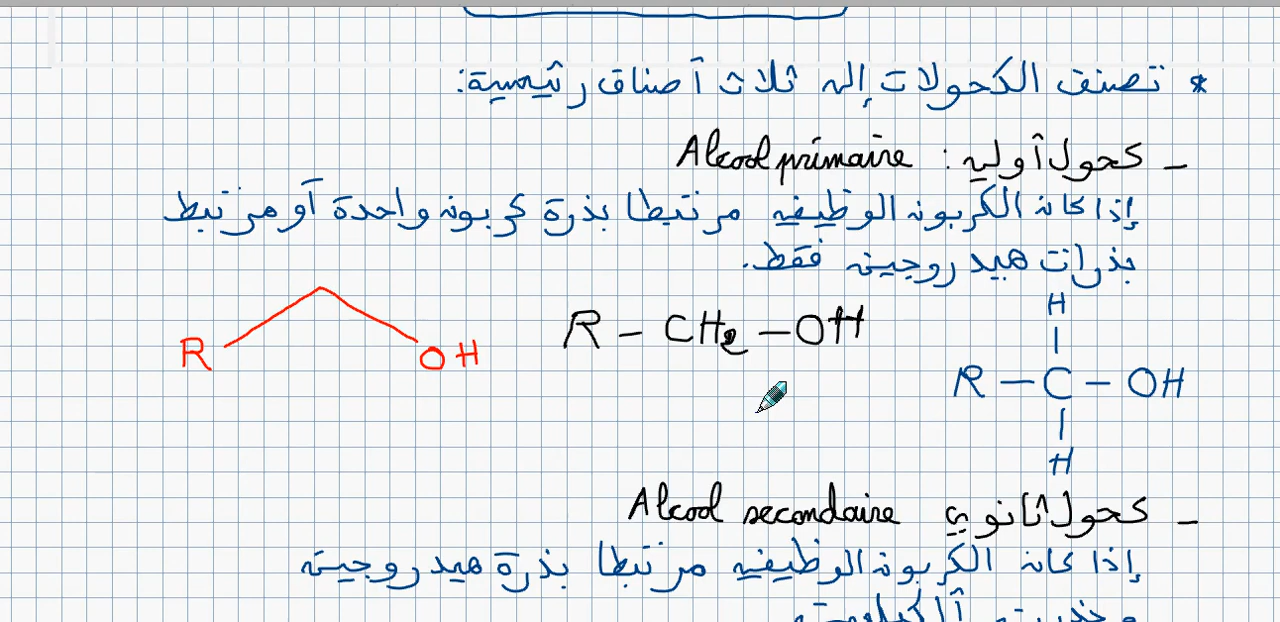 * تصنف الكحولات إلى ثلاث أصناف رئيسية:
- كحول أولي : Alcool primaire
إذا كان الكربون الوظيفي مرتبطا بذرة كربون واحدة أو مرتبط
بذرات هيدروجين فقط.
R OH
R - CH2 - OH
H
|
R - C - OH
|
H
- كحول ثانوي Alcool secondaire
إذا كان الكربون الوظيفي مرتبطا بذرة هيدروجين